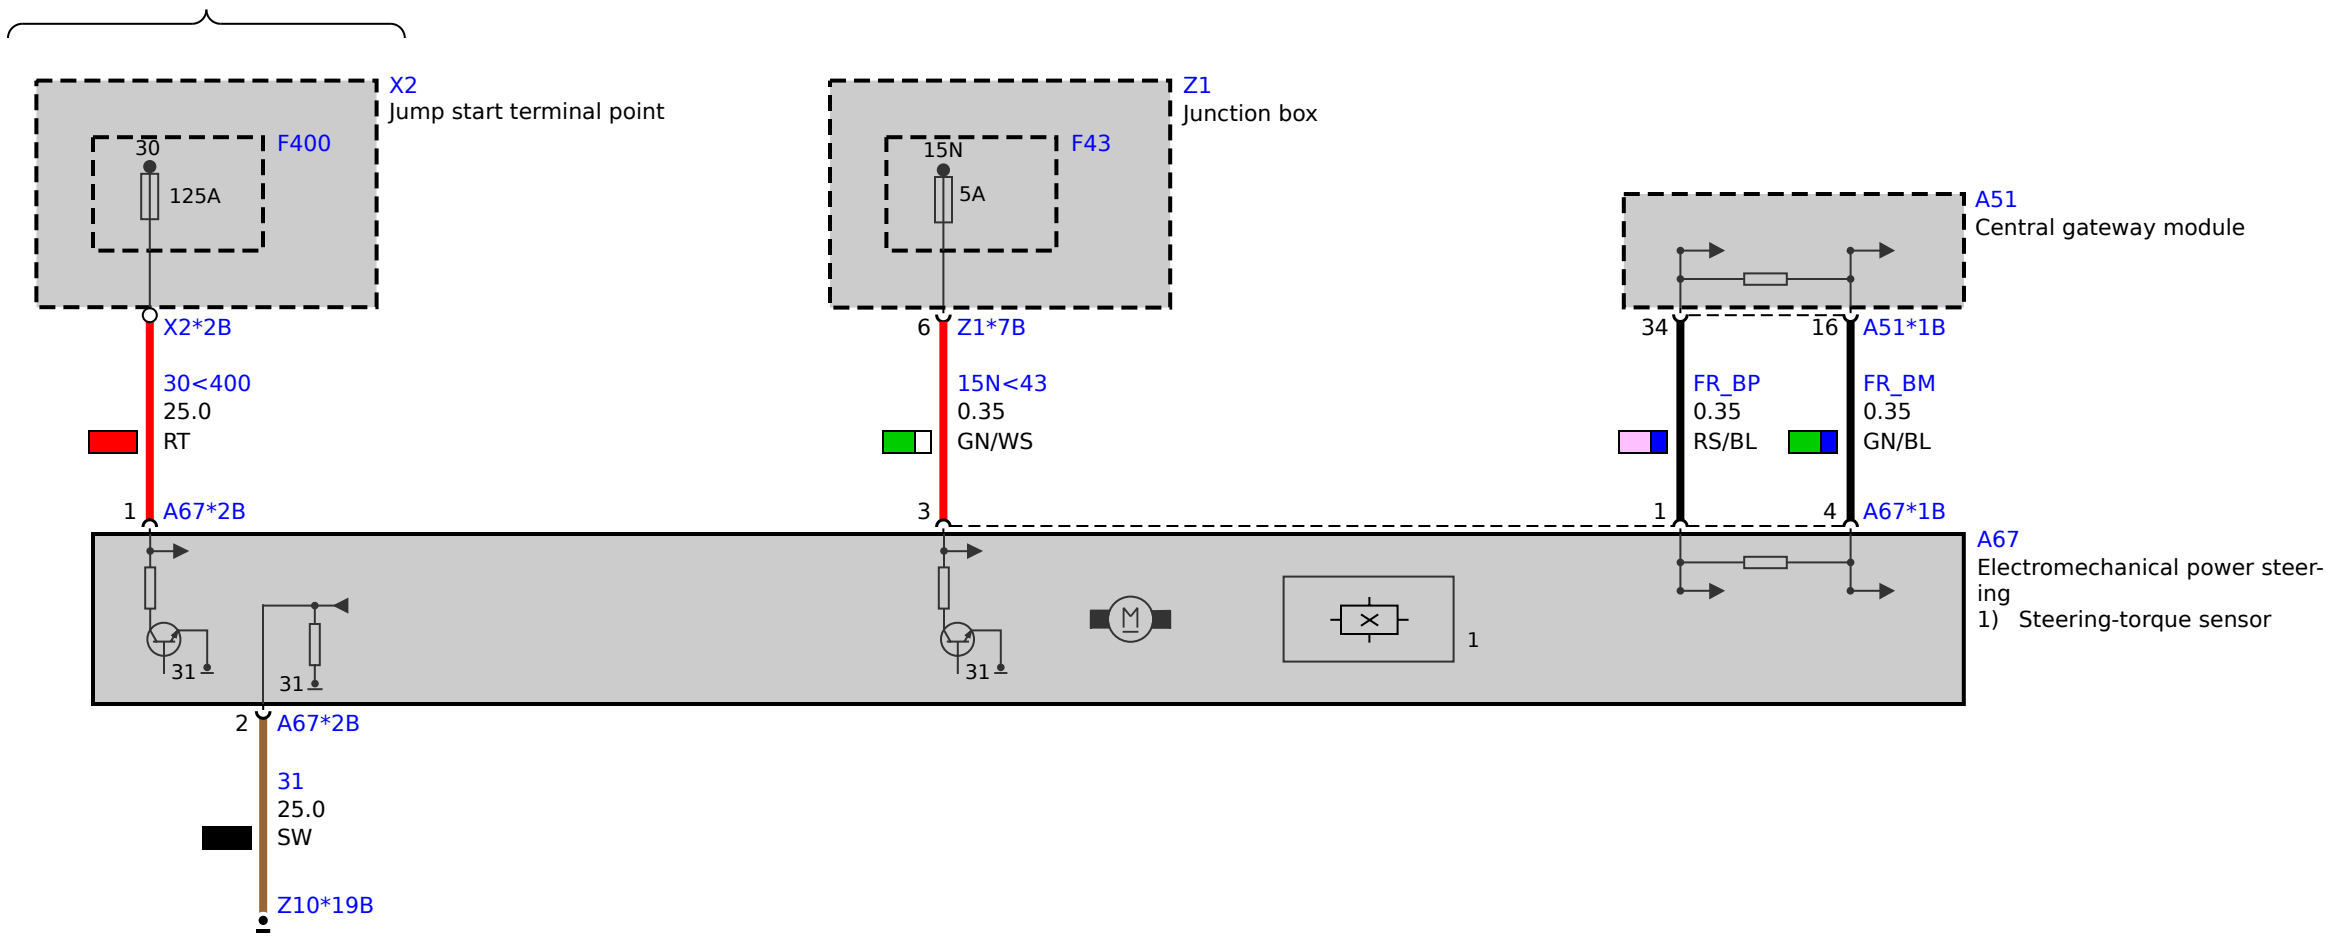 X2
Jump start terminal point
F400
30
125A
X2*2B
30<400
25.0
RT
1
A67*2B
Z1
Junction box
F43
15N
5A
6
Z1*7B
15N<43
0.35
GN/WS
3
A51
Central gateway module
34
16
A51*1B
FR_BP
0.35
RS/BL
FR_BM
0.35
GN/BL
1
4
A67*1B
A67
Electromechanical power steer-
ing
1) Steering-torque sensor
31
31
31
1
2
A67*2B
31
25.0
SW
Z10*19B